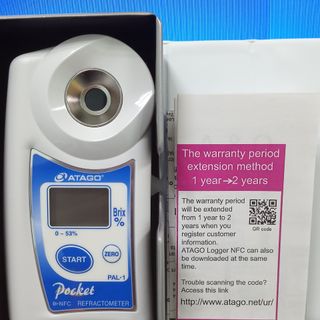 ATAGO
Brix
%
0 – 53%
START
ZERO
PAL-1
Pocket
NFC REFRACTOMETER
The warranty period
extension method
1 year→2 years
The warranty period
will be extended
from 1 year to 2
years when you
register customer
information.
ATAGO Logger NFC can also
be downloaded at the same
time.
QR code
Trouble scanning the code?
Access this link
http://www.atago.net/ur/